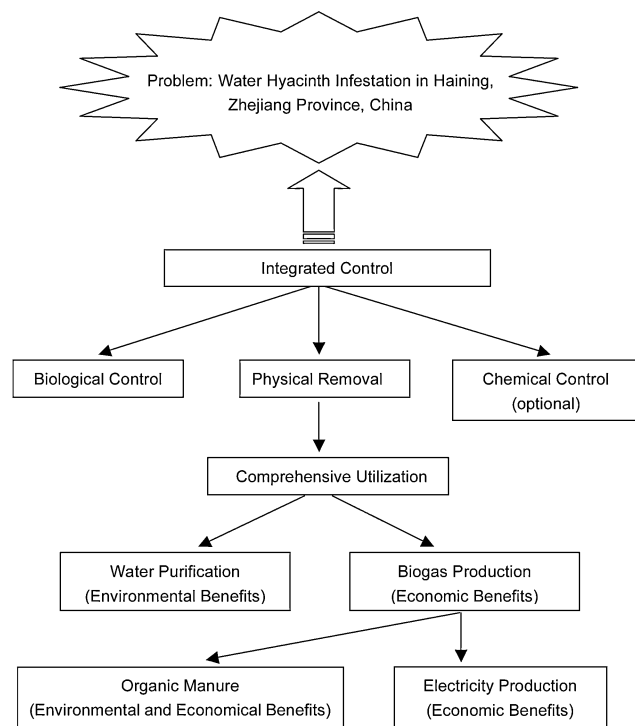 Problem: Water Hyacinth Infestation in Haining,
Zhejiang Province, China
Integrated Control
Biological Control
Physical Removal
Chemical Control
(optional)
Comprehensive Utilization
Water Purification
(Environmental Benefits)
Biogas Production
(Economic Benefits)
Organic Manure
(Environmental and Economical Benefits)
Electricity Production
(Economic Benefits)